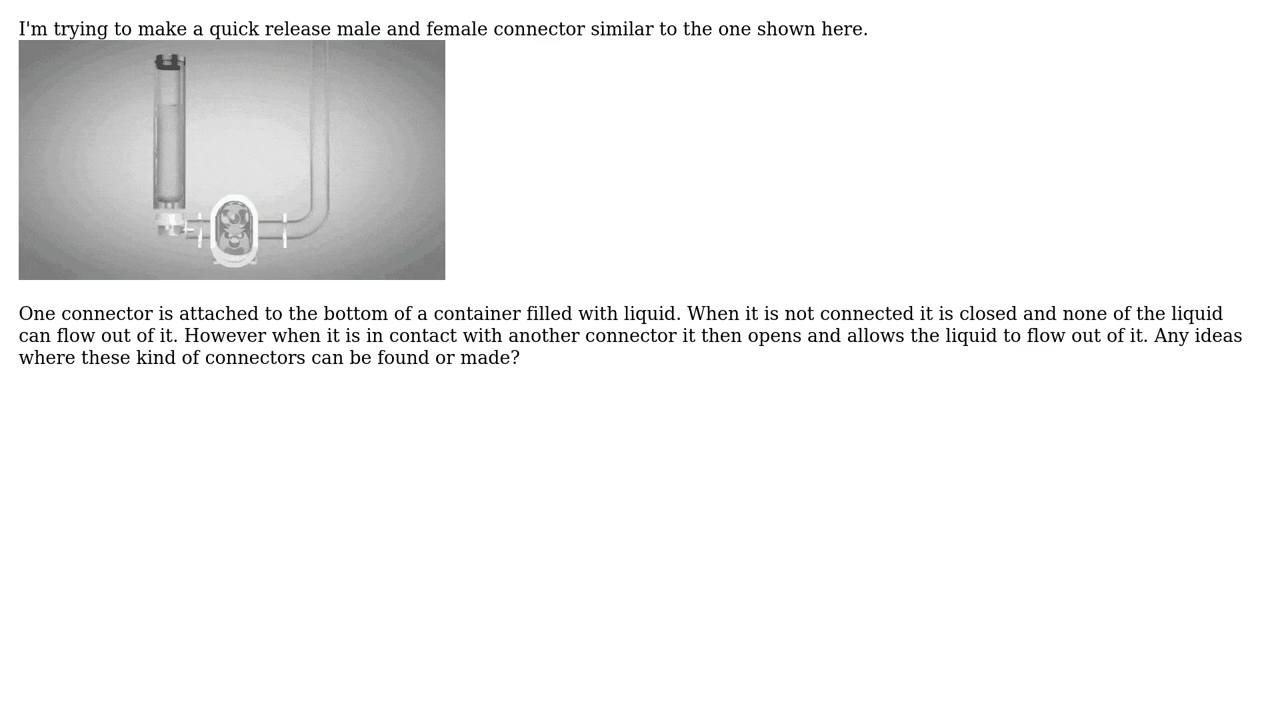 I'm trying to make a quick release male and female connector similar to the one shown here.
One connector is attached to the bottom of a container filled with liquid. When it is not connected it is closed and none of the liquid
can flow out of it. However when it is in contact with another connector it then opens and allows the liquid to flow out of it. Any ideas
where these kind of connectors can be found or made?